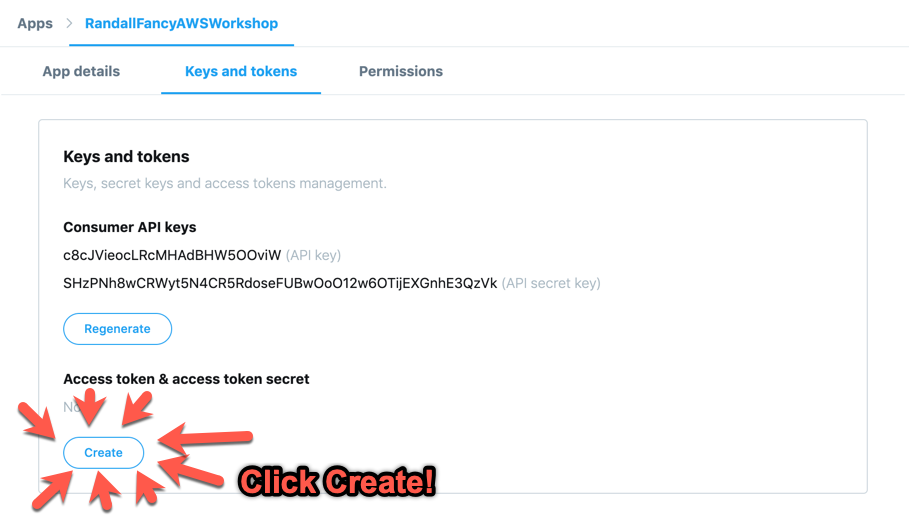 Apps > RandallFancyAWSWorkshop
App details Keys and tokens Permissions
Keys and tokens
Keys, secret keys and access tokens management.
Consumer API keys
c8cJVieocLRcMHAdBHW5OOviW (API key)
SHzPNh8wCRWyt5N4CR5RdoseFUBwOoO12w6OTijEXGnhE3QzVk (API secret key)
Regenerate
Access token & access token secret
Create
Click Create!